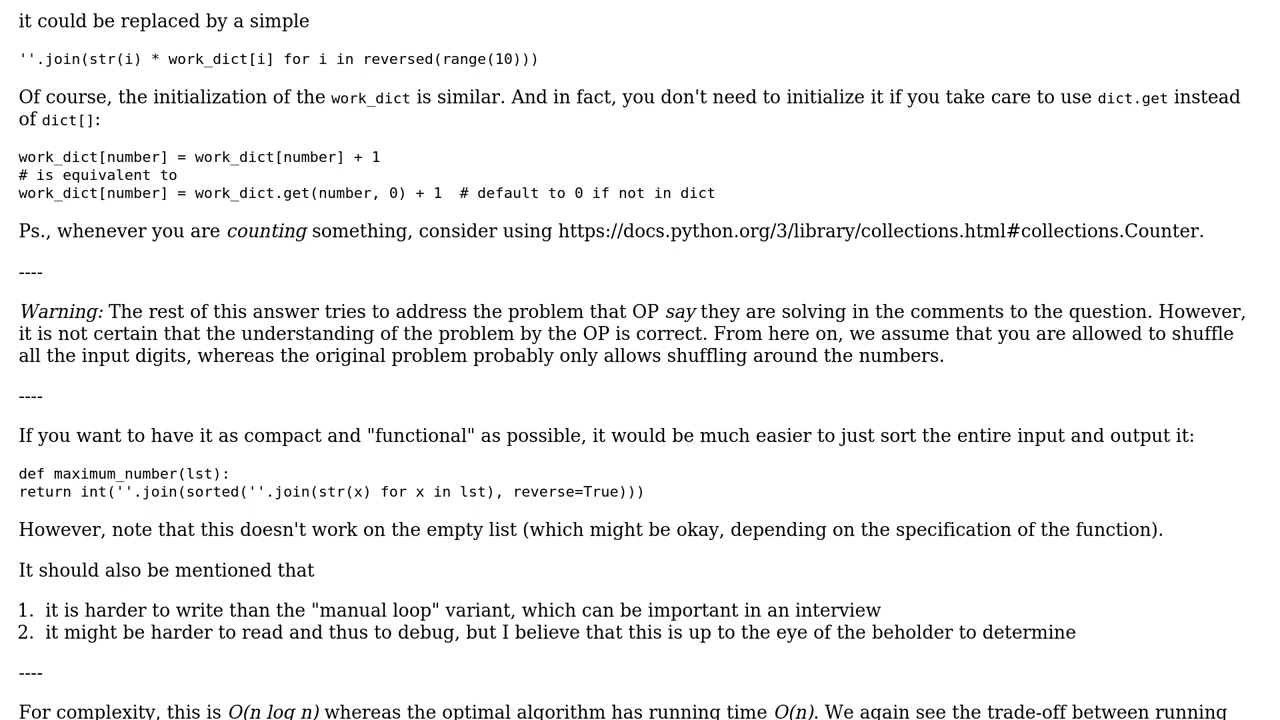 it could be replaced by a simple
''.join(str(i) * work_dict[i] for i in reversed(range(10)))
Of course, the initialization of the work_dict is similar. And in fact, you don't need to initialize it if you take care to use dict.get instead
of dict[]:
work_dict[number] = work_dict[number] + 1
# is equivalent to
work_dict[number] = work_dict.get(number, 0) + 1  # default to 0 if not in dict
Ps., whenever you are counting something, consider using https://docs.python.org/3/library/collections.html#collections.Counter.
----
Warning: The rest of this answer tries to address the problem that OP say they are solving in the comments to the question. However,
it is not certain that the understanding of the problem by the OP is correct. From here on, we assume that you are allowed to shuffle
all the input digits, whereas the original problem probably only allows shuffling around the numbers.
----
If you want to have it as compact and "functional" as possible, it would be much easier to just sort the entire input and output it:
def maximum_number(lst):
return int(''.join(sorted(''.join(str(x) for x in lst), reverse=True)))
However, note that this doesn't work on the empty list (which might be okay, depending on the specification of the function).
It should also be mentioned that
1. it is harder to write than the "manual loop" variant, which can be important in an interview
2. it might be harder to read and thus to debug, but I believe that this is up to the eye of the beholder to determine
----
For complexity, this is O(n log n) whereas the optimal algorithm has running time O(n). We again see the trade-off between running